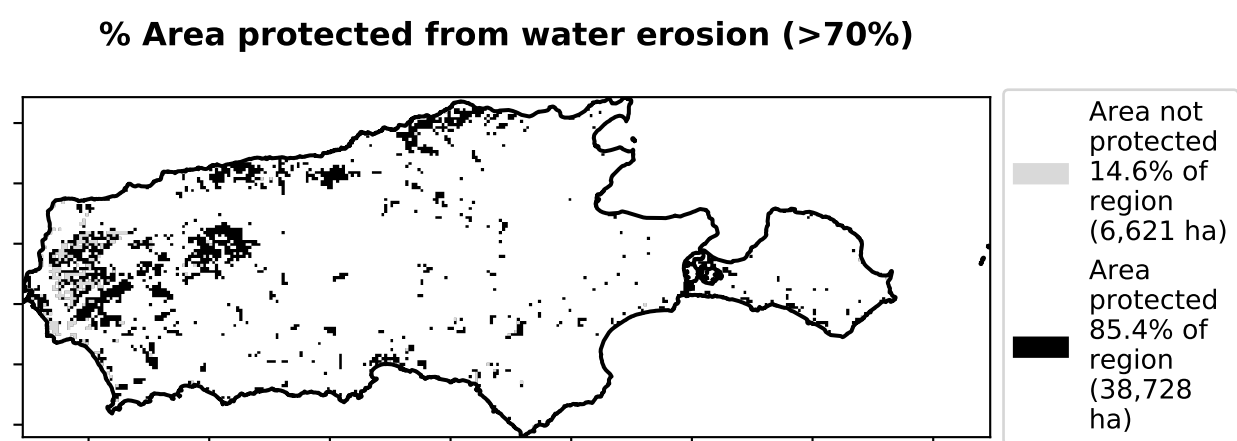 % Area protected from water erosion (>70%)
Area not
protected
14.6% of
region
(6,621 ha)
Area
protected
85.4% of
region
(38,728
ha)